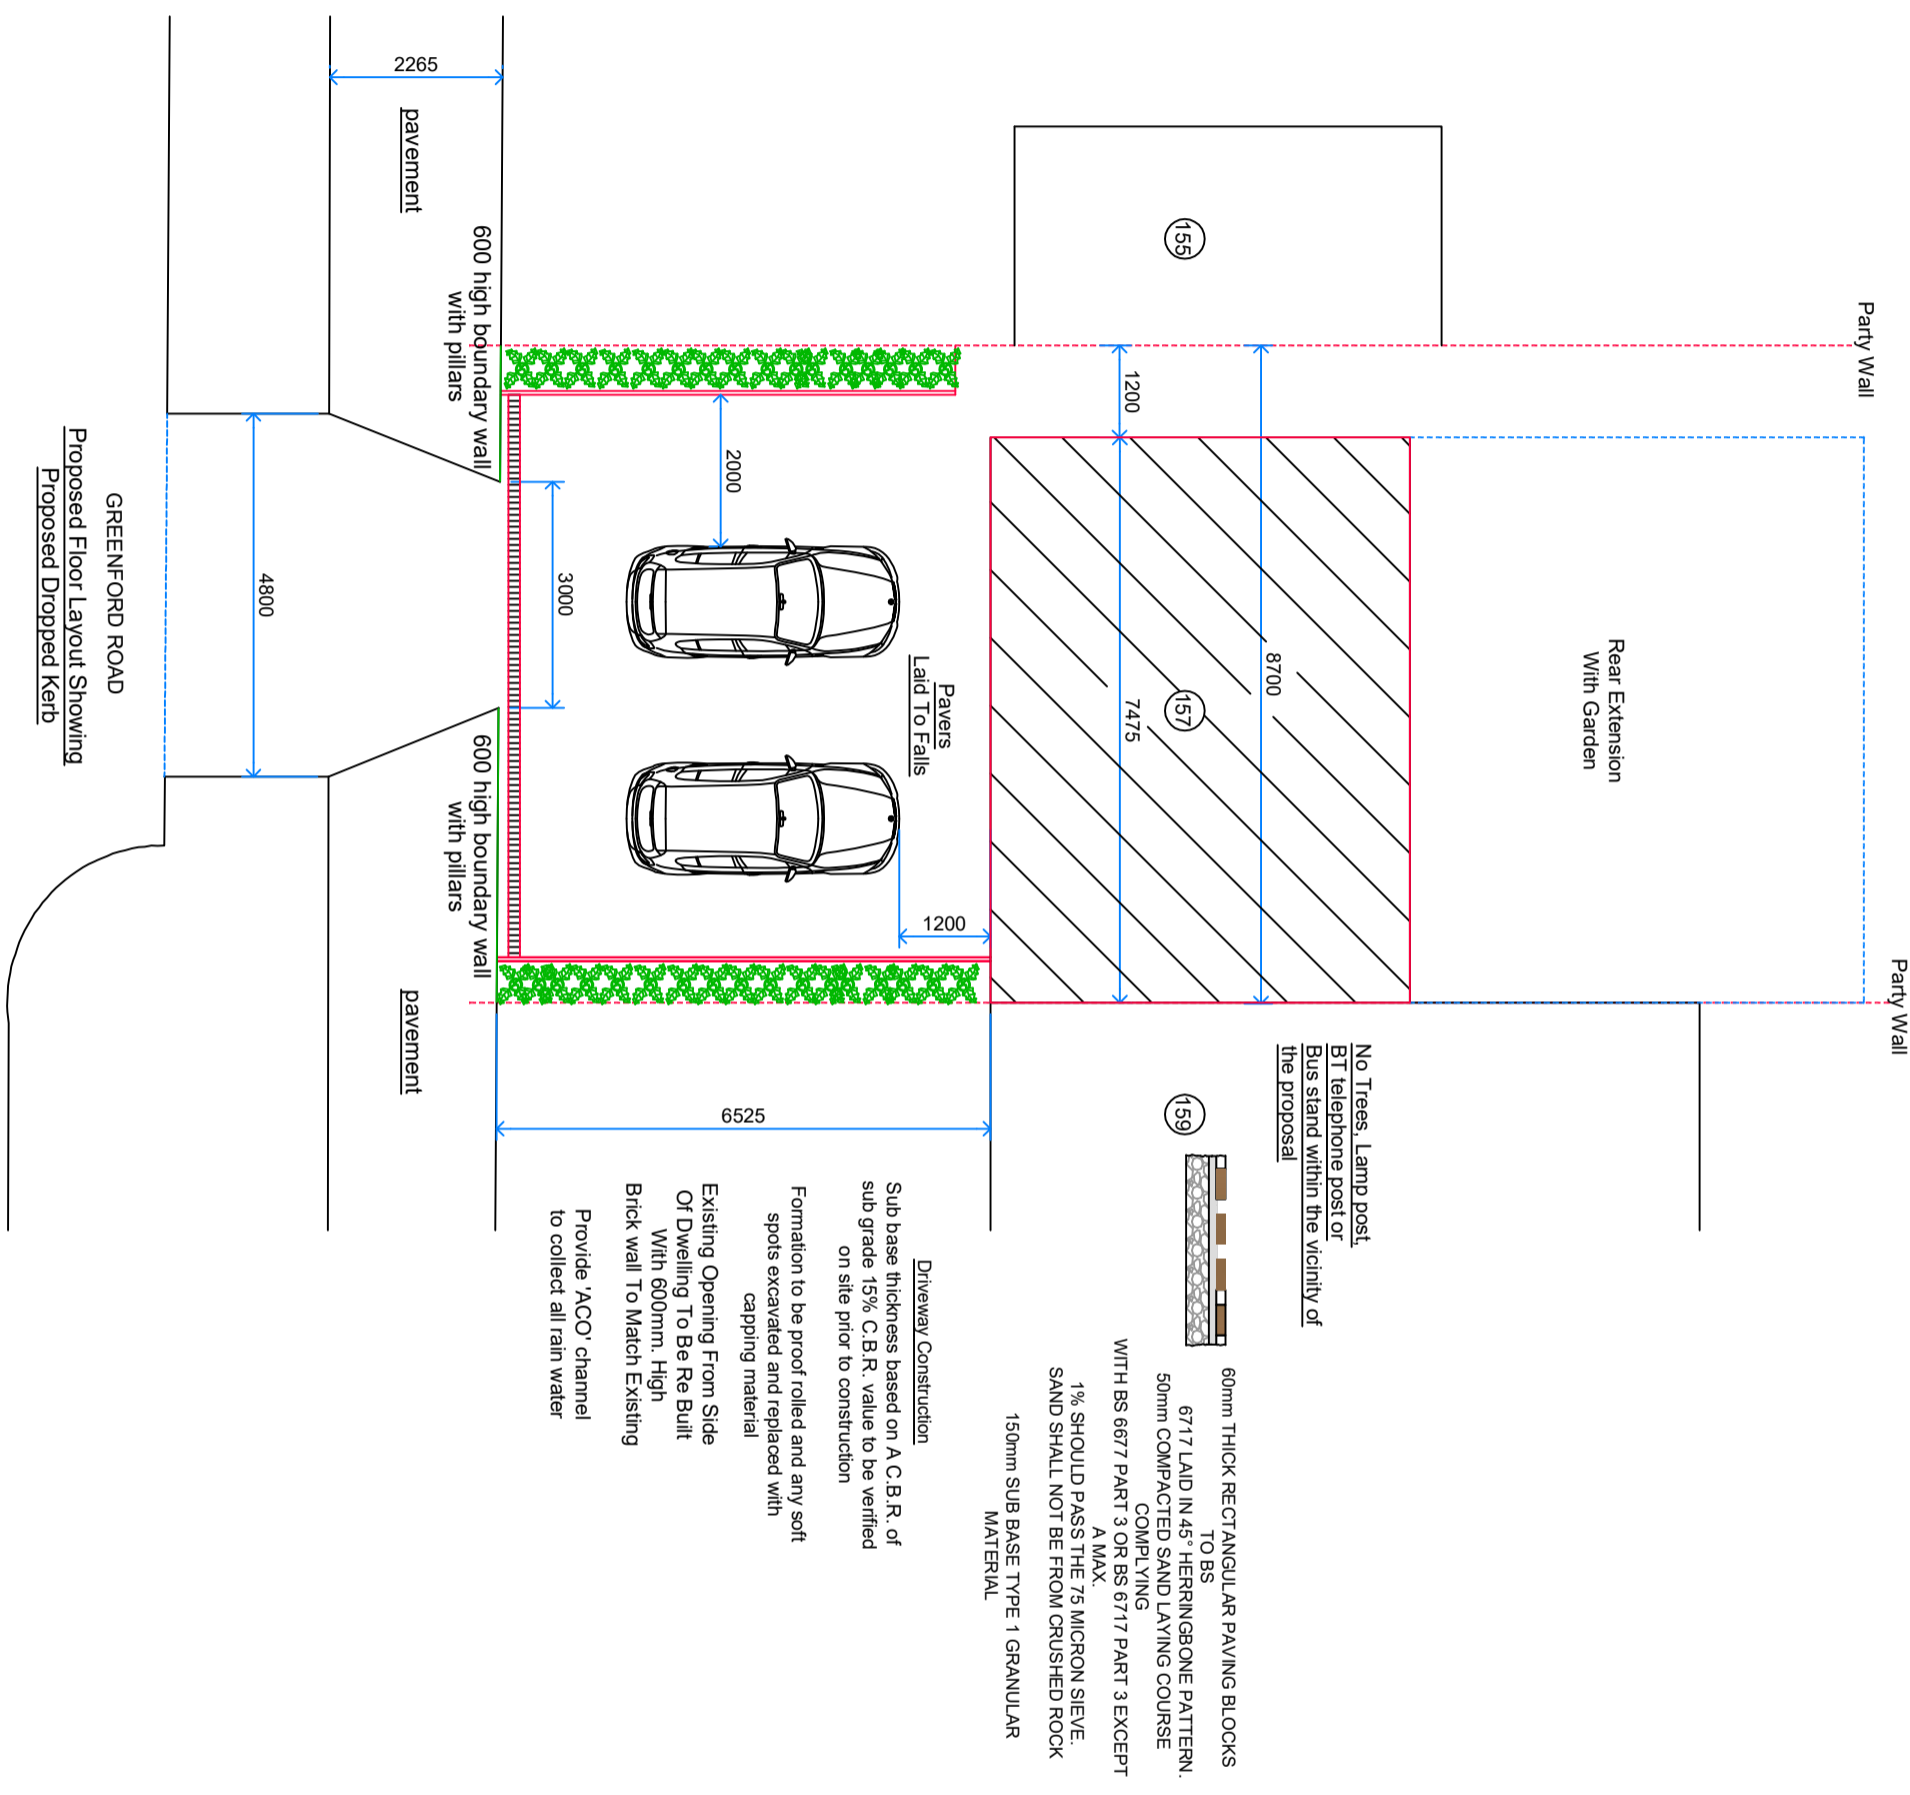 Party Wall
Party Wall
Rear Extension
With Garden
No Trees, Lamp post,
BT telephone post or
Bus stand within the vicinity of
the proposal
155
157
159
8700
1200
7475
60mm THICK RECTANGULAR PAVING BLOCKS
TO BS
6717 LAID IN 45° HERRINGBONE PATTERN.
50mm COMPACTED SAND LAYING COURSE
COMPLYING
WITH BS 6677 PART 3 OR BS 6717 PART 3 EXCEPT
A MAX.
1% SHOULD PASS THE 75 MICRON SIEVE.
SAND SHALL NOT BE FROM CRUSHED ROCK
150mm SUB BASE TYPE 1 GRANULAR
MATERIAL
Pavers
Laid To Falls
1200
2000
6525
3000
Driveway Construction
Sub base thickness based on A C.B.R. of
sub grade 15% C.B.R. value to be verified
on site prior to construction
Formation to be proof rolled and any soft
spots excavated and replaced with
capping material
Existing Opening From Side
Of Dwelling To Be Re Built
With 600mm. High
Brick wall To Match Existing
Provide 'ACO' channel
to collect all rain water
600 high boundary wall
with pillars
600 high boundary wall
with pillars
pavement
pavement
2265
4800
GREENFORD ROAD
Proposed Floor Layout Showing
Proposed Dropped Kerb